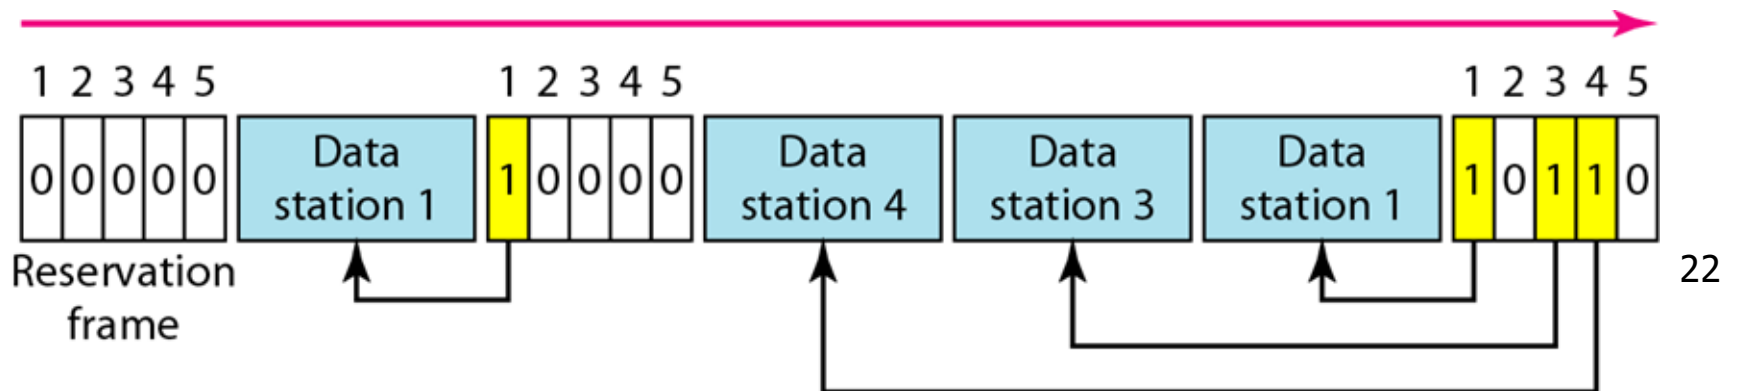 1 2 3 4 5 1 2 3 4 5 1 2 3 4 5
0 0 0 0 0
Data
station 1
1 0 0 0 0
Data
station 4
Data
station 3
Data
station 1
1 0 1 1 0
Reservation
frame
22